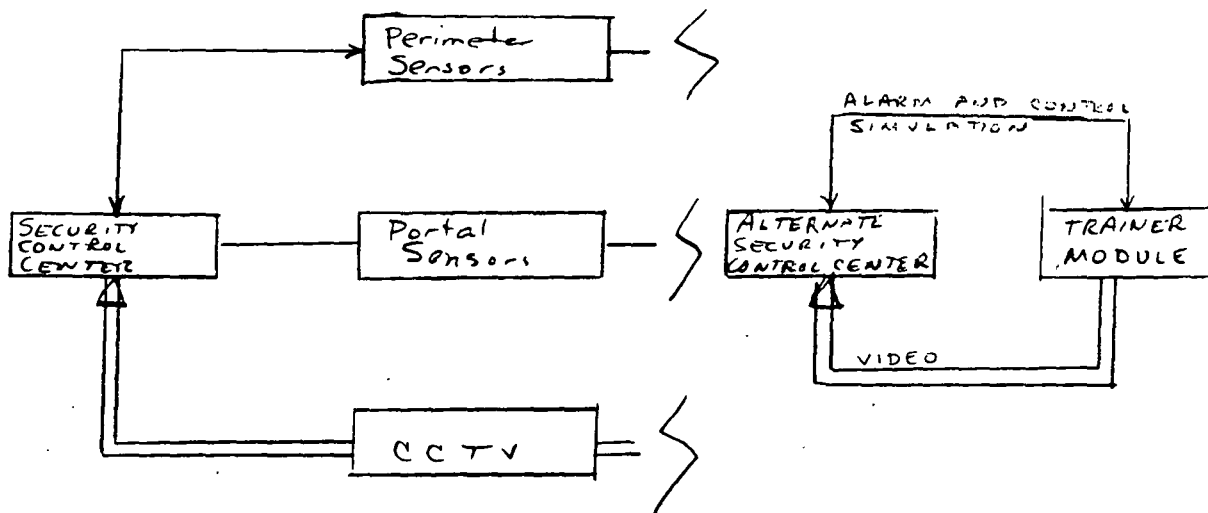 Perimeter
Sensors
ALARM AND CONTROL
SIMULATION
SECURITY
CONTROL
CENTER
Portal
Sensors
ALTERNATE
SECURITY
CONTROL CENTER
TRAINER
MODULE
VIDEO
CCTV